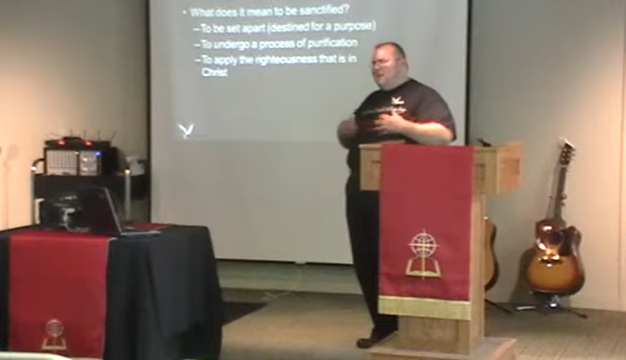 • What does it mean to be sanctified?
–To be set apart (destined for a purpose)
–To undergo a process of purification
–To apply the righteousness that is in
Christ